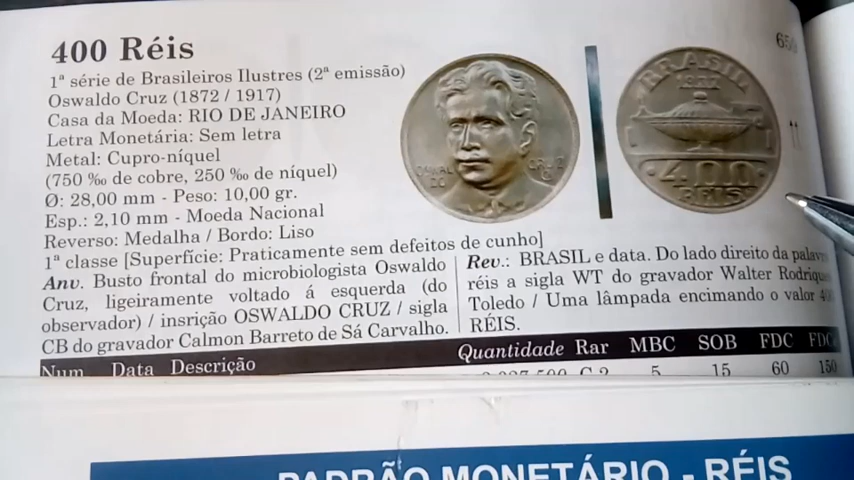 400 Réis
1ª série de Brasileiros Ilustres (2ª emissão)
Oswaldo Cruz (1872 / 1917)
Casa da Moeda: RIO DE JANEIRO
Letra Monetária: Sem letra
Metal: Cupro-níquel
(750 ‰ de cobre, 250 ‰ de níquel)
Ø: 28,00 mm - Peso: 10,00 gr.
Esp.: 2,10 mm - Moeda Nacional
Reverso: Medalha / Bordo: Liso
1ª classe [Superfície: Praticamente sem defeitos de cunho]
Anv. Busto frontal do microbiologista Oswaldo
Cruz, ligeiramente voltado á esquerda (do
observador) / insrição OSWALDO CRUZ / sigla
CB do gravador Calmon Barreto de Sá Carvalho.
OSWAL
DO
CRUZ
BRASIL
1937
400
REIS
Rev.: BRASIL e data. Do lado direito da palavra
réis a sigla WT do gravador Walter Rodrigues
Toledo / Uma lâmpada encimando o valor 400
RÉIS.
Num Data Descrição Quantidade Rar MBC SOB FDC FDC
5 15 60 150
PADRÃO MONETÁRIO - RÉIS